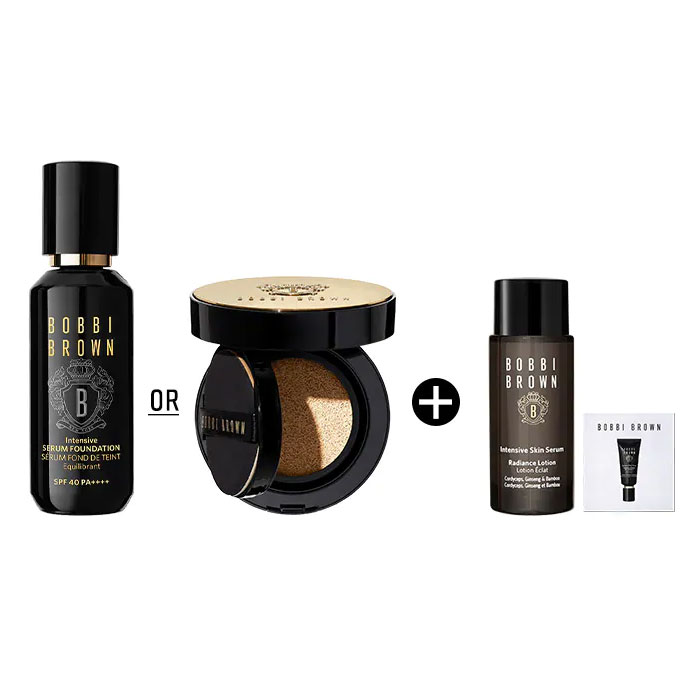 BOBBI
BROWN
B
Intensive
SERUM FOUNDATION
SÉRUM FOND DE TEINT
Equilibrant
SPF 40 PA++++
OR
BOBBI BROWN
BOBBI BROWN
BOBBI
BROWN
B
Intensive Skin Serum
Radiance Lotion
Lotion Éclat
Cordyceps, Ginseng & Bamboo
Cordyceps, Ginseng et Bambou
BOBBI BROWN